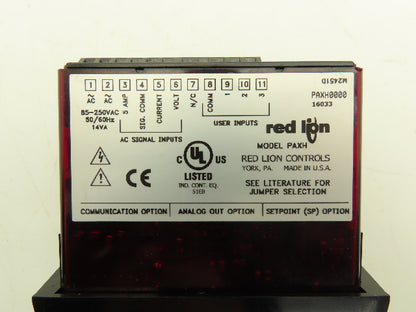 1 2 3 4 5 6 7 8 9 10 11
AC AC 5 AMP SIG. COMM CURRENT VOLT N/C COMM 1 2 3
85-250VAC
50/60Hz
14VA
AC SIGNAL INPUTS
USER INPUTS
M2451D
PAXH0000
16033
red lion
MODEL PAXH
RED LION CONTROLS
YORK, PA. MADE IN U.S.A.
SEE LITERATURE FOR
JUMPER SELECTION
C UL US
LISTED
IND. CONT. EQ.
51EB
CE
COMMUNICATION OPTION ANALOG OUT OPTION SETPOINT (SP) OPTION